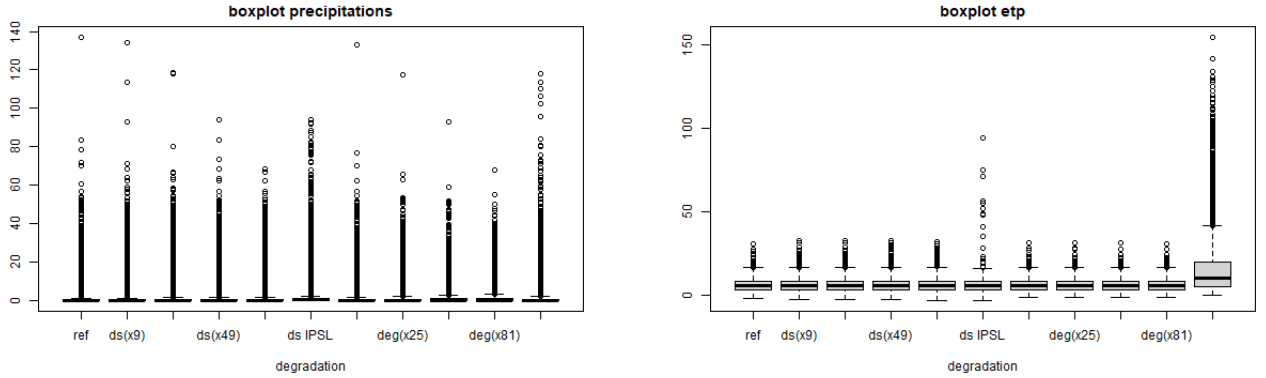 boxplot precipitations
140
120
100
80
60
40
20
0
ref ds(x9) ds(x49) ds IPSL deg(x25) deg(x81)
degradation
boxplot etp
150
100
50
0
ref ds(x9) ds(x49) ds IPSL deg(x25) deg(x81)
degradation